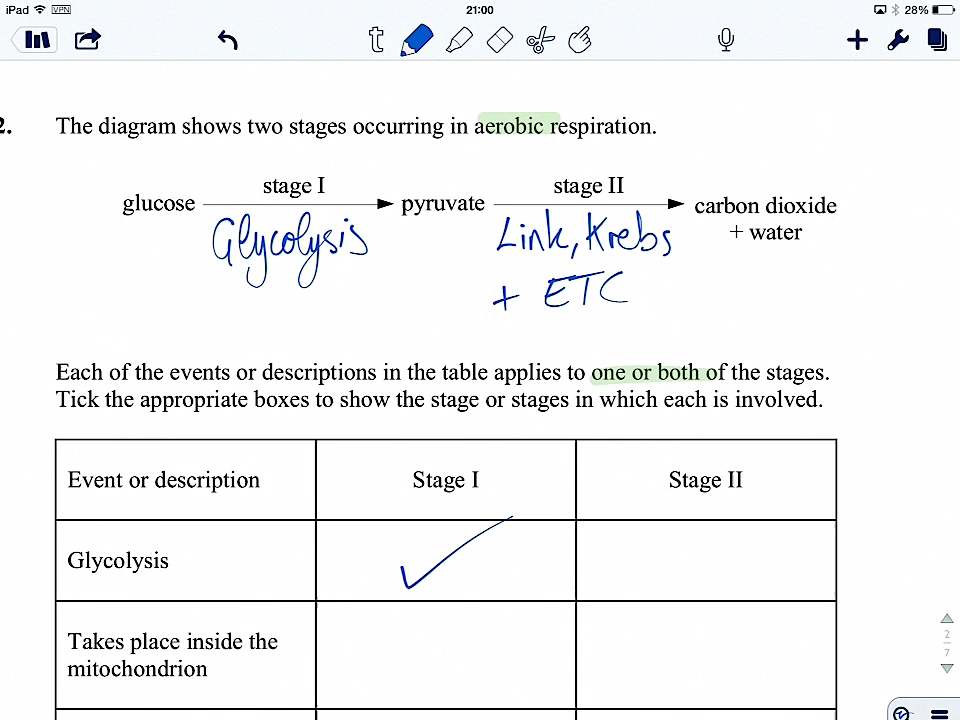 iPad VPN 21:00 28%
t
2. The diagram shows two stages occurring in aerobic respiration.
stage I stage II
glucose pyruvate carbon dioxide
+ water
Glycolysis Link, Krebs
+ ETC
Each of the events or descriptions in the table applies to one or both of the stages.
Tick the appropriate boxes to show the stage or stages in which each is involved.
Event or description Stage I Stage II
Glycolysis ✓
Takes place inside the
mitochondrion
2
7